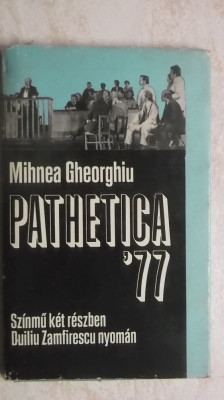 Mihnea Gheorghiu
PATHETICA
'77
Színmű két részben
Duiliu Zamfirescu nyomán